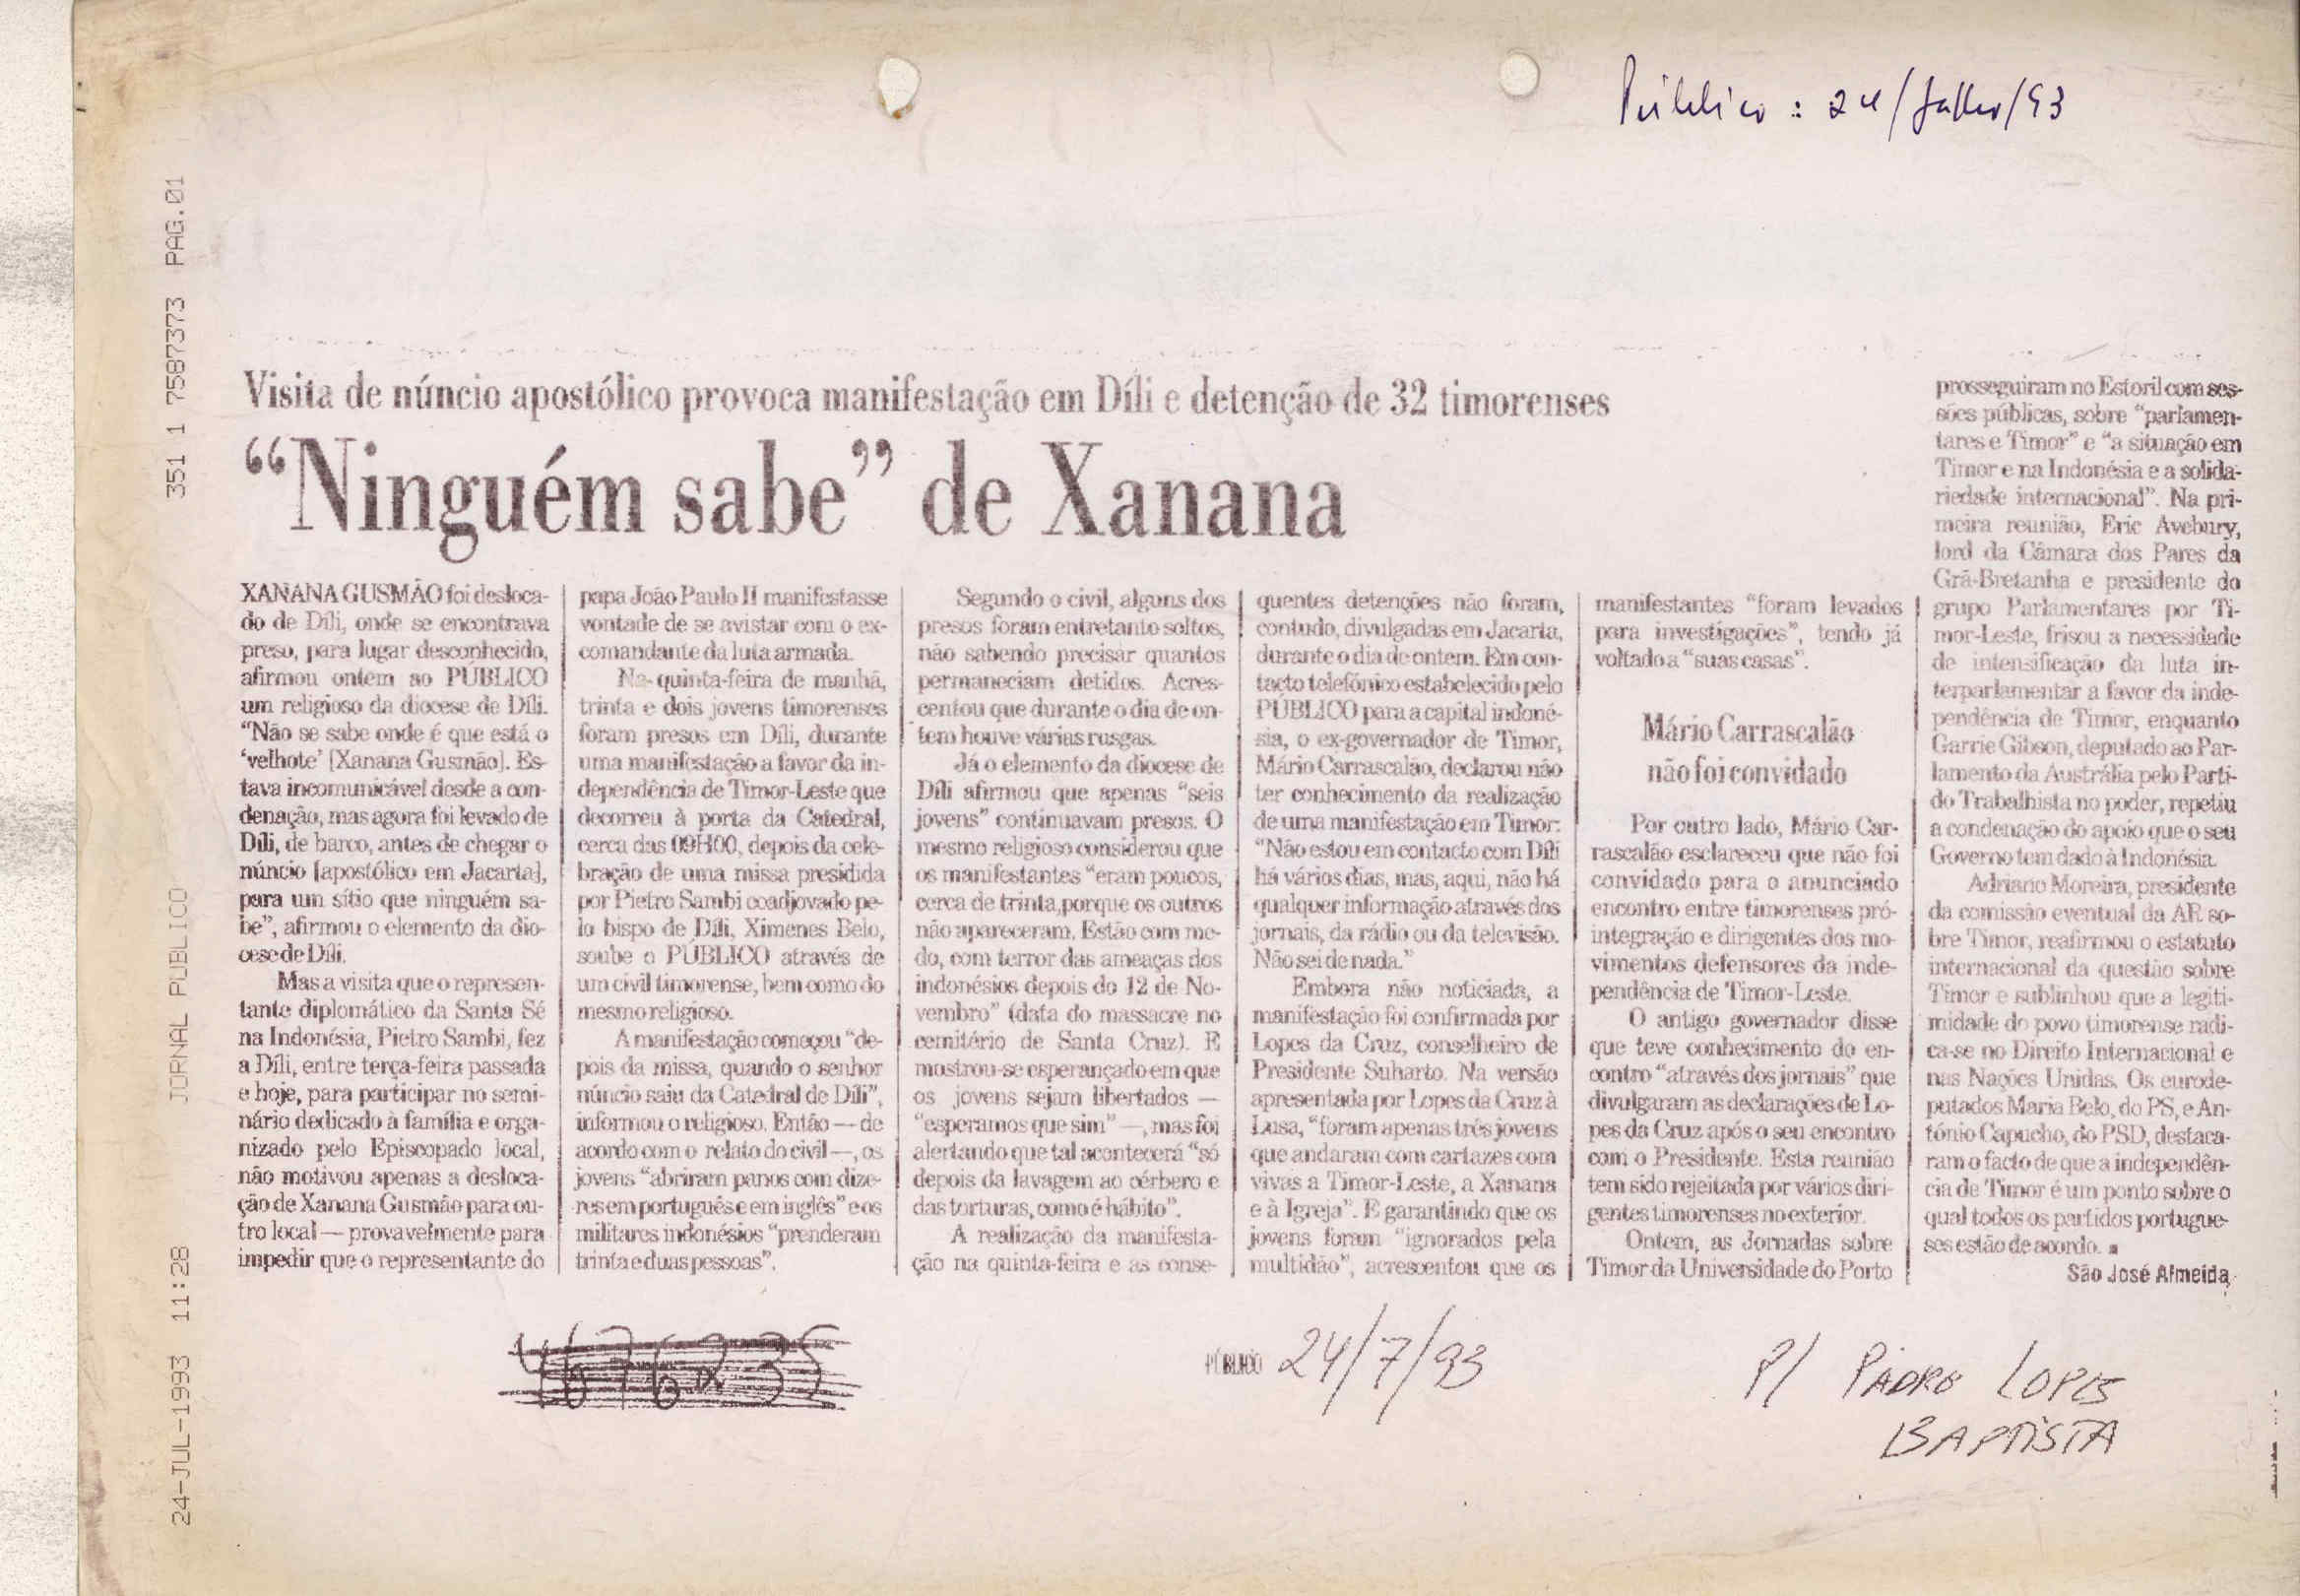 Público : 24/Julho/93
24-JUL-1993 11:28 JORNAL PUBLICO 351 1 7587373 PAG.01
Visita de núncio apostólico provoca manifestação em Díli e detenção de 32 timorenses
“Ninguém sabe” de Xanana
XANANA GUSMÃO foi desloca-
do de Díli, onde se encontrava
preso, para lugar desconhecido,
afirmou ontem ao PÚBLICO
um religioso da diocese de Díli.
“Não se sabe onde é que está o
‘velhote’ [Xanana Gusmão]. Es-
tava incomunicável desde a con-
denação, mas agora foi levado de
Díli, de barco, antes de chegar o
núncio [apostólico em Jacarta],
para um sítio que ninguém sa-
be”, afirmou o elemento da dio-
cese de Díli.
Mas a visita que o represen-
tante diplomático da Santa Sé
na Indonésia, Pietro Sambi, fez
a Díli, entre terça-feira passada
e hoje, para participar no semi-
nário dedicado à família e orga-
nizado pelo Episcopado local,
não motivou apenas a desloca-
ção de Xanana Gusmão para ou-
tro local — provavelmente para
impedir que o representante do
papa João Paulo II manifestasse
vontade de se avistar com o ex-
comandante da luta armada.
Na quinta-feira de manhã,
trinta e dois jovens timorenses
foram presos em Díli, durante
uma manifestação a favor da in-
dependência de Timor-Leste que
decorreu à porta da Catedral,
cerca das 09H00, depois da cele-
bração de uma missa presidida
por Pietro Sambi coadjovado pe-
lo bispo de Díli, Ximenes Belo,
soube o PÚBLICO através de
um civil timorense, bem como do
mesmo religioso.
A manifestação começou “de-
pois da missa, quando o senhor
núncio saiu da Catedral de Díli”,
informou o religioso. Então — de
acordo com o relato do civil —, os
jovens “abriram panos com dize-
res em português e em inglês” e os
militares indonésios “prenderam
trinta e duas pessoas”.
Segundo o civil, alguns dos
presos foram entretanto soltos,
não sabendo precisar quantos
permaneciam detidos. Acres-
centou que durante o dia de on-
tem houve várias rusgas.
Já o elemento da diocese de
Díli afirmou que apenas “seis
jovens” continuavam presos. O
mesmo religioso considerou que
os manifestantes “eram poucos,
cerca de trinta, porque os outros
não apareceram. Estão com me-
do, com terror das ameaças dos
indonésios depois do 12 de No-
vembro” (data do massacre no
cemitério de Santa Cruz). E
mostrou-se esperançado em que
os jovens sejam libertados —
“esperamos que sim” —, mas foi
alertando que tal acontecerá “só
depois da lavagem ao cérbero e
das torturas, como é hábito”.
A realização da manifesta-
ção na quinta-feira e as conse-
quentes detenções não foram,
contudo, divulgadas em Jacarta,
durante o dia de ontem. Em con-
tacto telefónico estabelecido pelo
PÚBLICO para a capital indoné-
sia, o ex-governador de Timor,
Mário Carrascalão, declarou não
ter conhecimento da realização
de uma manifestação em Timor:
“Não estou em contacto com Díli
há vários dias, mas, aqui, não há
qualquer informação através dos
jornais, da rádio ou da televisão.
Não sei de nada.”
Embora não noticiada, a
manifestação foi confirmada por
Lopes da Cruz, conselheiro de
Presidente Suharto. Na versão
apresentada por Lopes da Cruz à
Lusa, “foram apenas três jovens
que andaram com cartazes com
vivas a Timor-Leste, a Xanana
e à Igreja”. E garantindo que os
jovens foram “ignorados pela
multidão”, acrescentou que os
manifestantes “foram levados
para investigações”, tendo já
voltado a “suas casas”.
Mário Carrascalão
não foi convidado
Por outro lado, Mário Car-
rascalão esclareceu que não foi
convidado para o anunciado
encontro entre timorenses pró-
integração e dirigentes dos mo-
vimentos defensores da inde-
pendência de Timor-Leste.
O antigo governador disse
que teve conhecimento do en-
contro “através dos jornais” que
divulgaram as declarações de Lo-
pes da Cruz após o seu encontro
com o Presidente. Esta reunião
tem sido rejeitada por vários diri-
gentes timorenses no exterior.
Ontem, as Jornadas sobre
Timor da Universidade do Porto
prosseguiram no Estoril com ses-
sões públicas, sobre “parlamen-
tares e Timor” e “a situação em
Timor e na Indonésia e a solida-
riedade internacional”. Na pri-
meira reunião, Eric Avebury,
lord da Câmara dos Pares da
Grã-Bretanha e presidente do
grupo Parlamentares por Ti-
mor-Leste, frisou a necessidade
de intensificação da luta in-
terparlamentar a favor da inde-
pendência de Timor, enquanto
Garrie Gibson, deputado ao Par-
lamento da Austrália pelo Parti-
do Trabalhista no poder, repetiu
a condenação do apoio que o seu
Governo tem dado à Indonésia.
Adriano Moreira, presidente
da comissão eventual da AR so-
bre Timor, reafirmou o estatuto
internacional da questão sobre
Timor e sublinhou que a legiti-
midade do povo timorense radi-
ca-se no Direito Internacional e
nas Nações Unidas. Os eurode-
putados Maria Belo, do PS, e An-
tónio Capucho, do PSD, destaca-
ram o facto de que a independên-
cia de Timor é um ponto sobre o
qual todos os partidos portugue-
ses estão de acordo.
São José Almeida
PÚBLICO 24/7/93
P/ PADRE LOPES
BAPTISTA